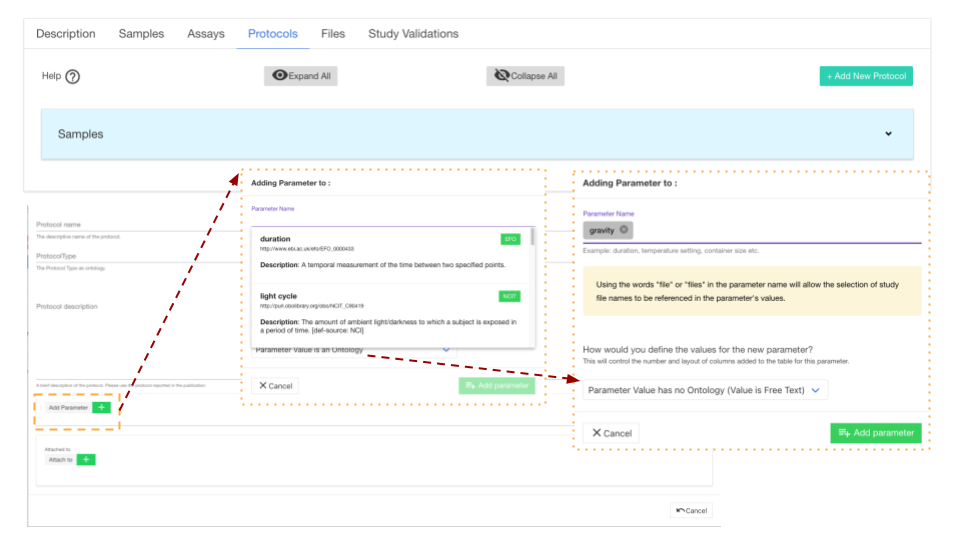 Description Samples Assays Protocols Files Study Validations
Help ?
Expand All
Collapse All
+ Add New Protocol
Samples
Protocol name
The descriptive name of the protocol.
ProtocolType
The Protocol Type as ontology.
Protocol description
A brief description of the protocol. Please use the protocol reported in the publication.
Add Parameter +
Attached to
Attach to +
Cancel
Adding Parameter to :
Parameter Name
duration EFO
http://www.ebi.ac.uk/efo/EFO_0000433
Description: A temporal measurement of the time between two specified points.
light cycle NCIT
http://purl.obolibrary.org/obo/NCIT_C90419
Description: The amount of ambient light/darkness to which a subject is exposed in
a period of time. [def-source: NCI]
Parameter Value is an Ontology
Cancel
Add parameter
Adding Parameter to :
Parameter Name
gravity
Example: duration, temperature setting, container size etc.
Using the words "file" or "files" in the parameter name will allow the selection of study
file names to be referenced in the parameter's values.
How would you define the values for the new parameter?
This will control the number and layout of columns added to the table for this parameter.
Parameter Value has no Ontology (Value is Free Text)
Cancel
Add parameter